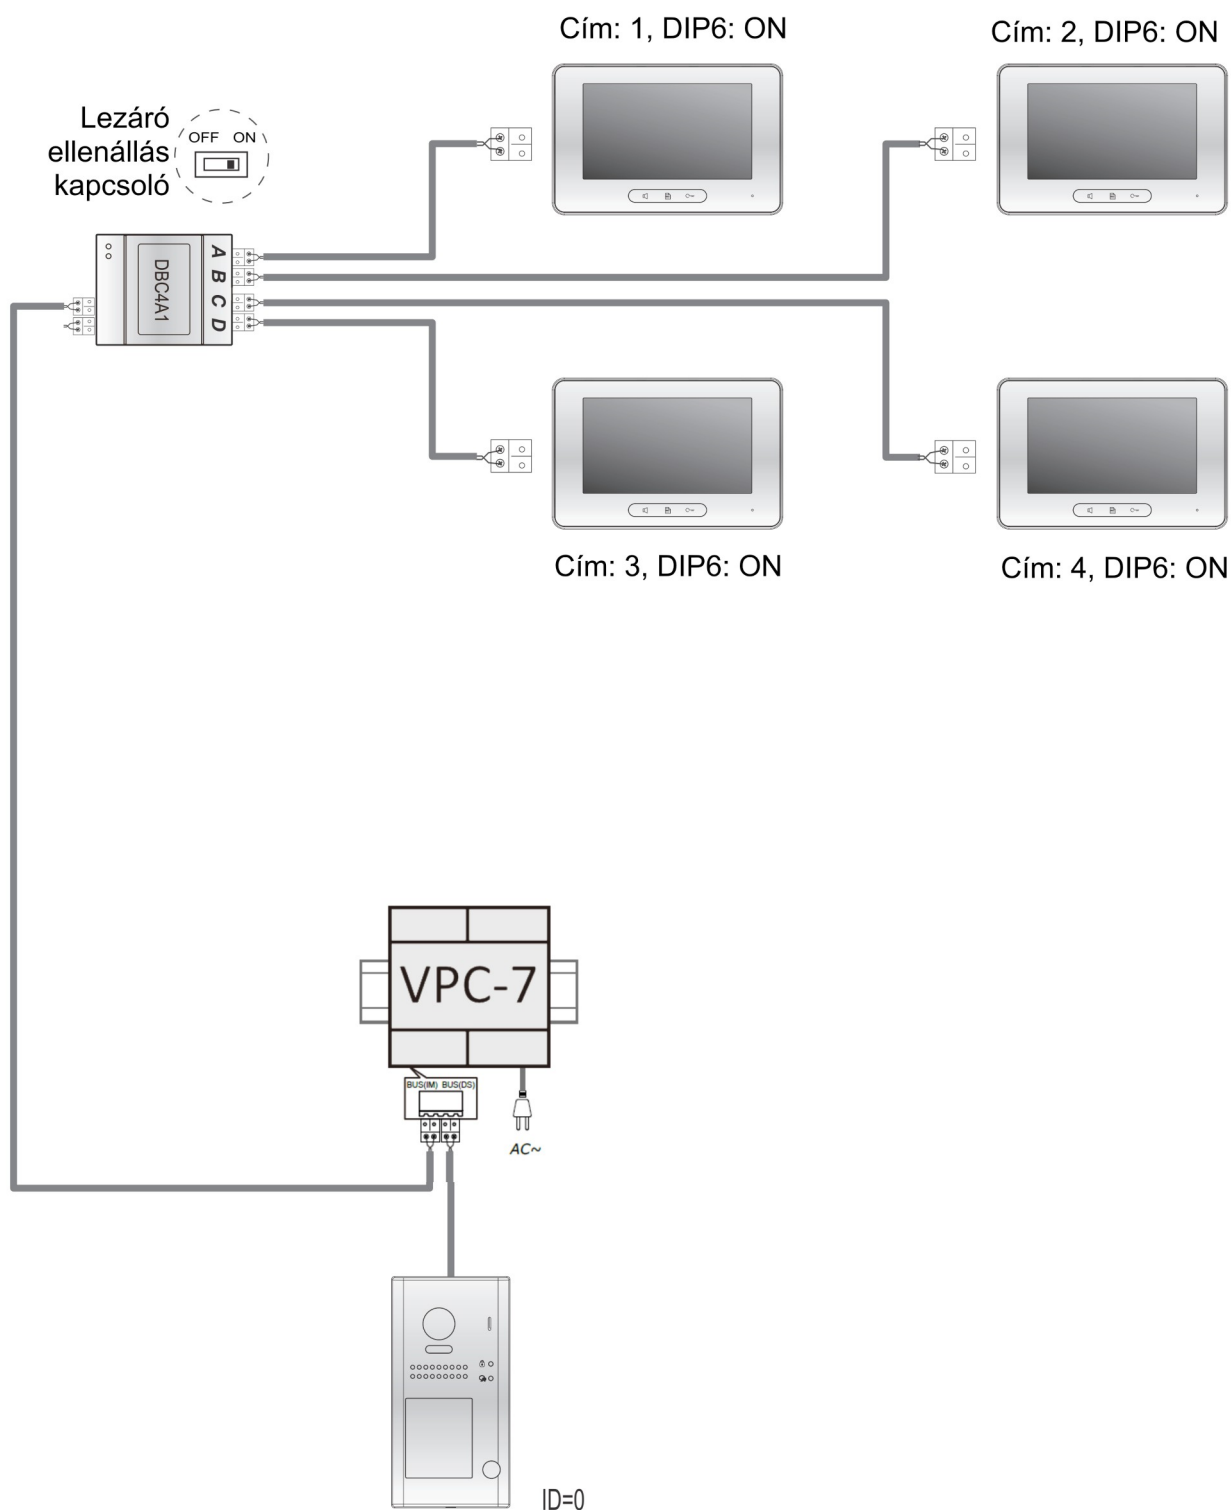 Cím: 1, DIP6: ON
Cím: 2, DIP6: ON
Lezáró
ellenállás
kapcsoló
OFF ON
DBC4A1
A
B
C
D
Cím: 3, DIP6: ON
Cím: 4, DIP6: ON
VPC-7
BUS(IM) BUS(DS)
AC~
ID=0